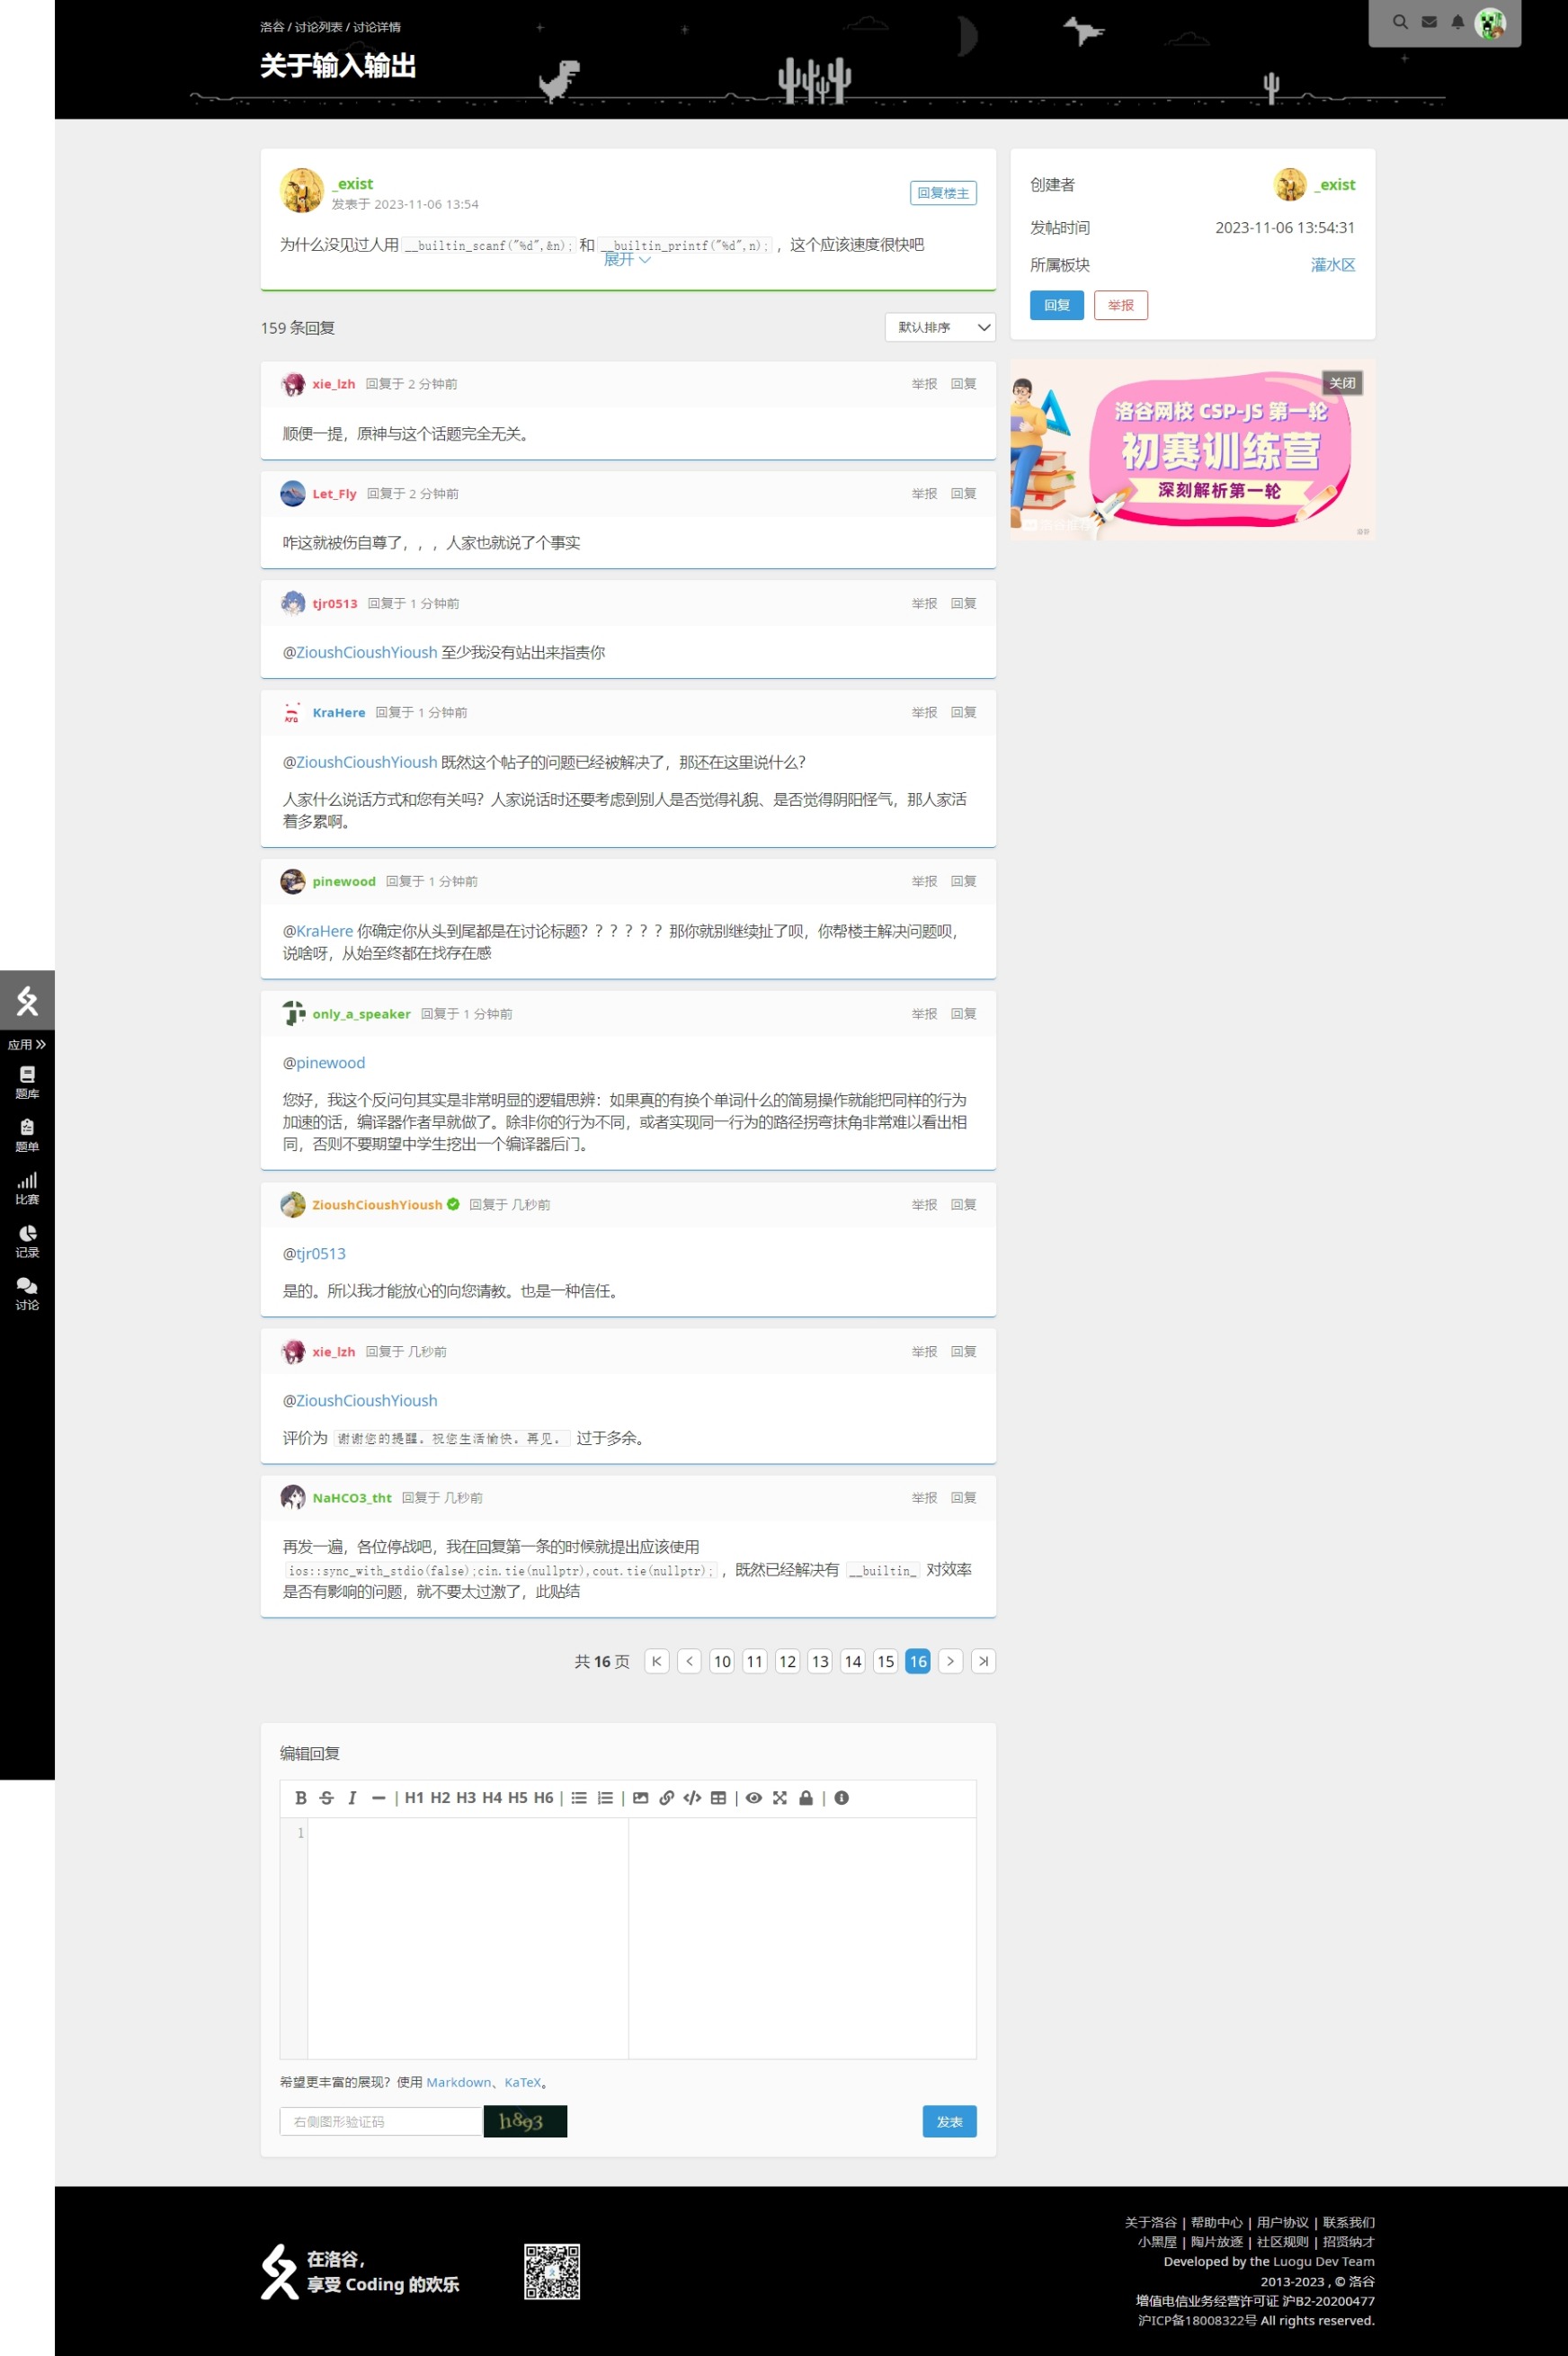 洛谷 / 讨论列表 / 讨论详情
关于输入输出
_exist
发表于 2023-11-06 13:54
回复楼主
为什么没见过人用 __builtin_scanf("%d",&n); 和 __builtin_printf("%d",n); ，这个应该速度很快吧
展开
创建者
_exist
发帖时间
2023-11-06 13:54:31
所属板块
灌水区
回复
举报
159 条回复
默认排序
关闭
洛谷网校 CSP-JS 第一轮
初赛训练营
深刻解析第一轮
xie_lzh 回复于 2 分钟前 举报 回复
顺便一提，原神与这个话题完全无关。
Let_Fly 回复于 2 分钟前 举报 回复
咋这就被伤自尊了，，，人家也就说了个事实
tjr0513 回复于 1 分钟前 举报 回复
@ZioushCioushYioush 至少我没有站出来指责你
KraHere 回复于 1 分钟前 举报 回复
@ZioushCioushYioush 既然这个帖子的问题已经被解决了，那还在这里说什么？
人家什么说话方式和您有关吗？人家说话时还要考虑到别人是否觉得礼貌、是否觉得阴阳怪气，那人家活
着多累啊。
pinewood 回复于 1 分钟前 举报 回复
@KraHere 你确定你从头到尾都是在讨论标题？？？？？？那你就别继续扯了呗，你帮楼主解决问题呗，
说啥呀，从始至终都在找存在感
only_a_speaker 回复于 1 分钟前 举报 回复
@pinewood
您好，我这个反问句其实是非常明显的逻辑思辨：如果真的有换个单词什么的简易操作就能把同样的行为
加速的话，编译器作者早就做了。除非你的行为不同，或者实现同一行为的路径拐弯抹角非常难以看出相
同，否则不要期望中学生挖出一个编译器后门。
ZioushCioushYioush 回复于 几秒前 举报 回复
@tjr0513
是的。所以我才能放心的向您请教。也是一种信任。
xie_lzh 回复于 几秒前 举报 回复
@ZioushCioushYioush
评价为 谢谢您的提醒。祝您生活愉快。再见。 过于多余。
NaHCO3_tht 回复于 几秒前 举报 回复
再发一遍，各位停战吧，我在回复第一条的时候就提出应该使用
ios::sync_with_stdio(false);cin.tie(nullptr),cout.tie(nullptr); ，既然已经解决有 __builtin_ 对效率
是否有影响的问题，就不要太过激了，此贴结
应用
题库
题单
比赛
记录
讨论
共 16 页 10 11 12 13 14 15 16
编辑回复
B S I | H1 H2 H3 H4 H5 H6
1
希望更丰富的展现？使用 Markdown、KaTeX。
右侧图形验证码
h893
发表
在洛谷，
享受 Coding 的欢乐
关于洛谷 | 帮助中心 | 用户协议 | 联系我们
小黑屋 | 陶片放逐 | 社区规则 | 招贤纳才
Developed by the Luogu Dev Team
2013-2023 , © 洛谷
增值电信业务经营许可证 沪B2-20200477
沪ICP备18008322号 All rights reserved.